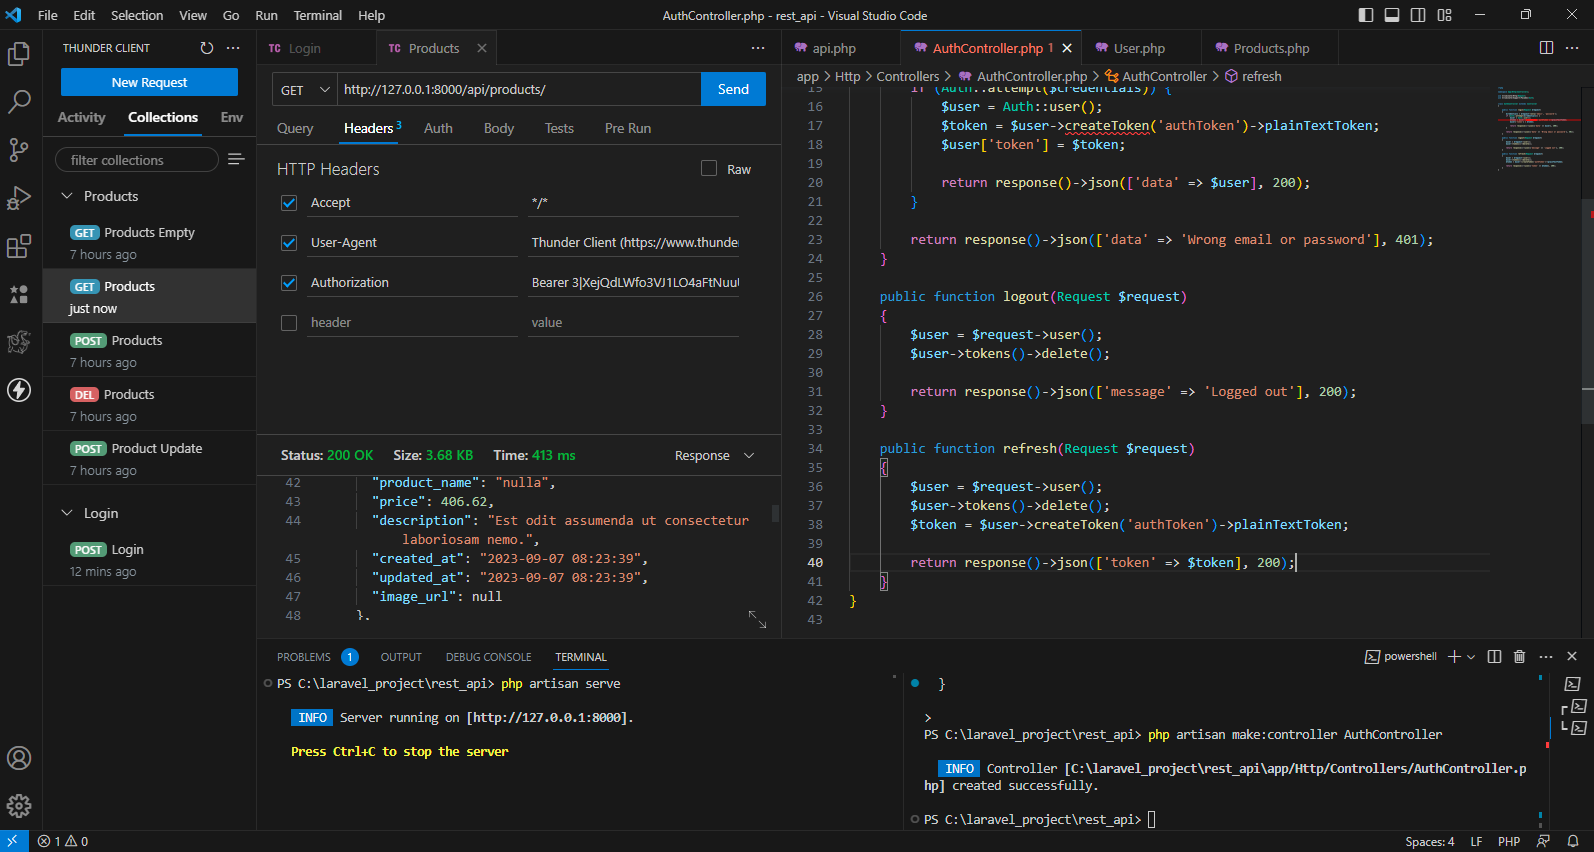 File Edit Selection View Go Run Terminal Help
AuthController.php - rest_api - Visual Studio Code
THUNDER CLIENT
New Request
Activity Collections Env
filter collections
Products
GET Products Empty
7 hours ago
GET Products
just now
POST Products
7 hours ago
DEL Products
7 hours ago
POST Product Update
7 hours ago
Login
POST Login
12 mins ago
TC Login
TC Products
GET http://127.0.0.1:8000/api/products/ Send
Query Headers 3 Auth Body Tests Pre Run
HTTP Headers Raw
Accept */*
User-Agent Thunder Client (https://www.thunder
Authorization Bearer 3|XejQdLWfo3VJ1LO4aFtNuu
header value
Status: 200 OK Size: 3.68 KB Time: 413 ms Response
42 "product_name": "nulla",
43 "price": 406.62,
44 "description": "Est odit assumenda ut consectetur
laboriosam nemo.",
45 "created_at": "2023-09-07 08:23:39",
46 "updated_at": "2023-09-07 08:23:39",
47 "image_url": null
48 },
api.php AuthController.php 1 User.php Products.php
app > Http > Controllers > AuthController.php > AuthController > refresh
15 if (Auth::attempt($credentials)) {
16 $user = Auth::user();
17 $token = $user->createToken('authToken')->plainTextToken;
18 $user['token'] = $token;
19
20 return response()->json(['data' => $user], 200);
21 }
22
23 return response()->json(['data' => 'Wrong email or password'], 401);
24 }
25
26 public function logout(Request $request)
27 {
28 $user = $request->user();
29 $user->tokens()->delete();
30
31 return response()->json(['message' => 'Logged out'], 200);
32 }
33
34 public function refresh(Request $request)
35 {
36 $user = $request->user();
37 $user->tokens()->delete();
38 $token = $user->createToken('authToken')->plainTextToken;
39
40 return response()->json(['token' => $token], 200);
41 }
42 }
43
PROBLEMS 1 OUTPUT DEBUG CONSOLE TERMINAL
powershell
PS C:\laravel_project\rest_api> php artisan serve
INFO Server running on [http://127.0.0.1:8000].
Press Ctrl+C to stop the server
}
>
PS C:\laravel_project\rest_api> php artisan make:controller AuthController
INFO Controller [C:\laravel_project\rest_api\app/Http/Controllers/AuthController.p
hp] created successfully.
PS C:\laravel_project\rest_api>
1 0
Spaces: 4 LF PHP